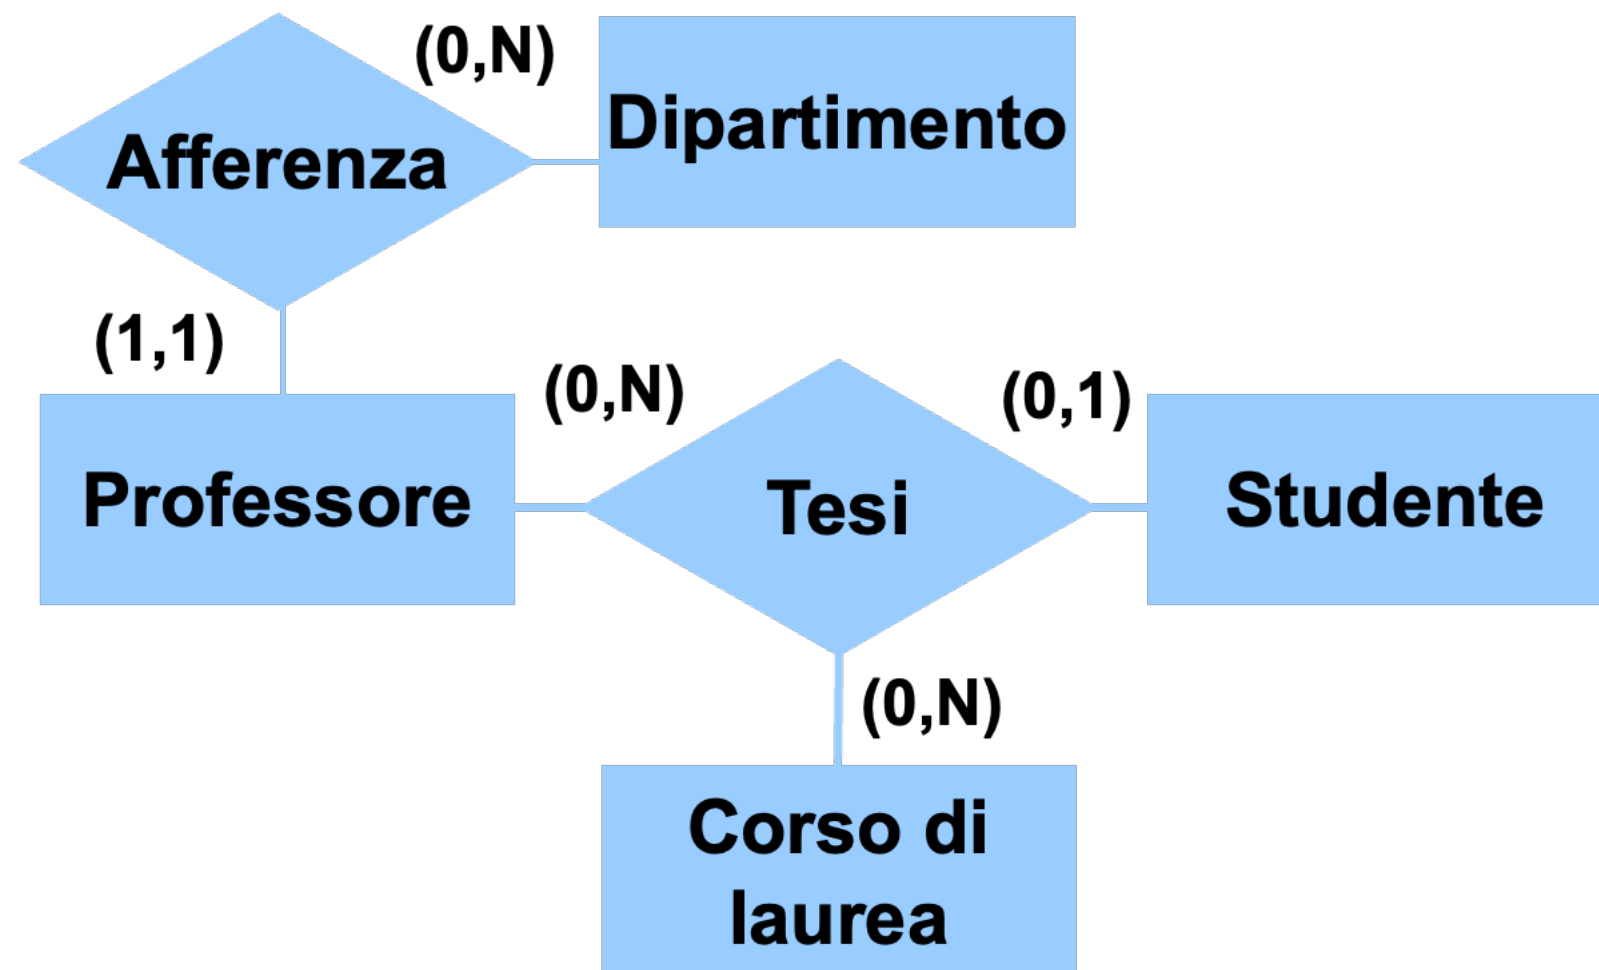 (0,N)
Dipartimento
Afferenza
(1,1)
(0,N)
(0,1)
Professore
Tesi
Studente
(0,N)
Corso di
laurea